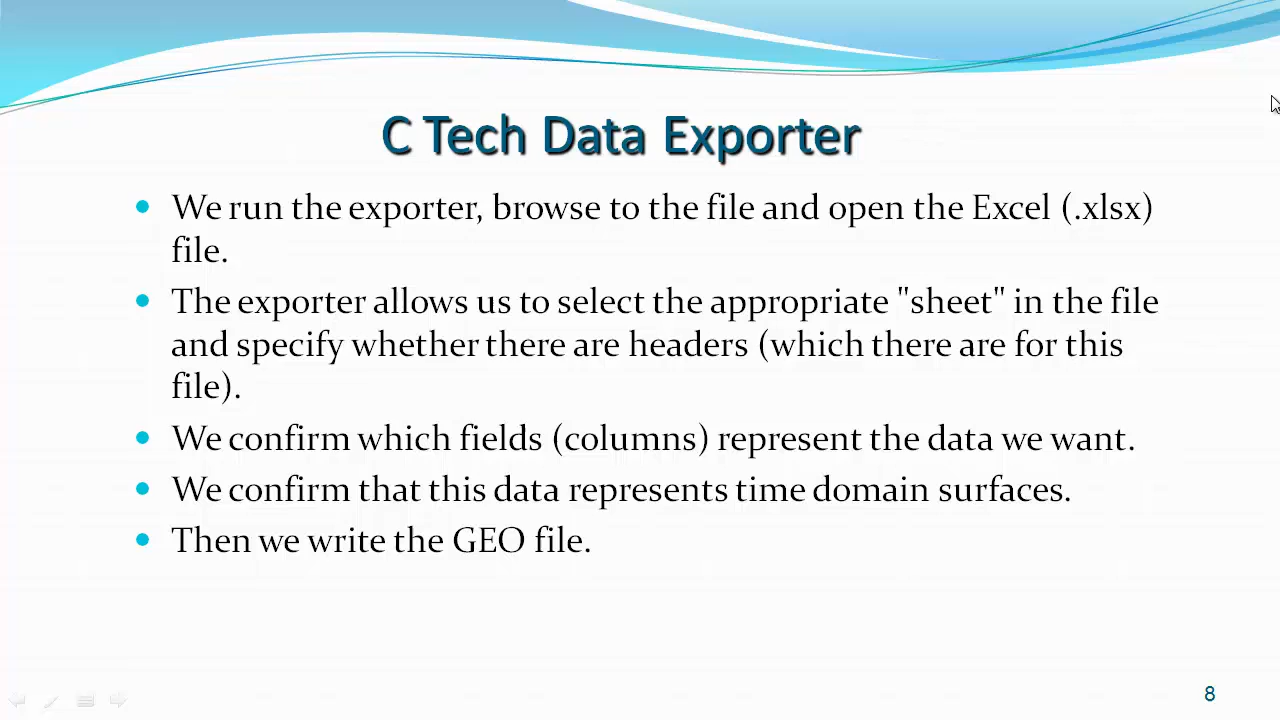 C Tech Data Exporter
• We run the exporter, browse to the file and open the Excel (.xlsx)
file.
• The exporter allows us to select the appropriate "sheet" in the file
and specify whether there are headers (which there are for this
file).
• We confirm which fields (columns) represent the data we want.
• We confirm that this data represents time domain surfaces.
• Then we write the GEO file.
8